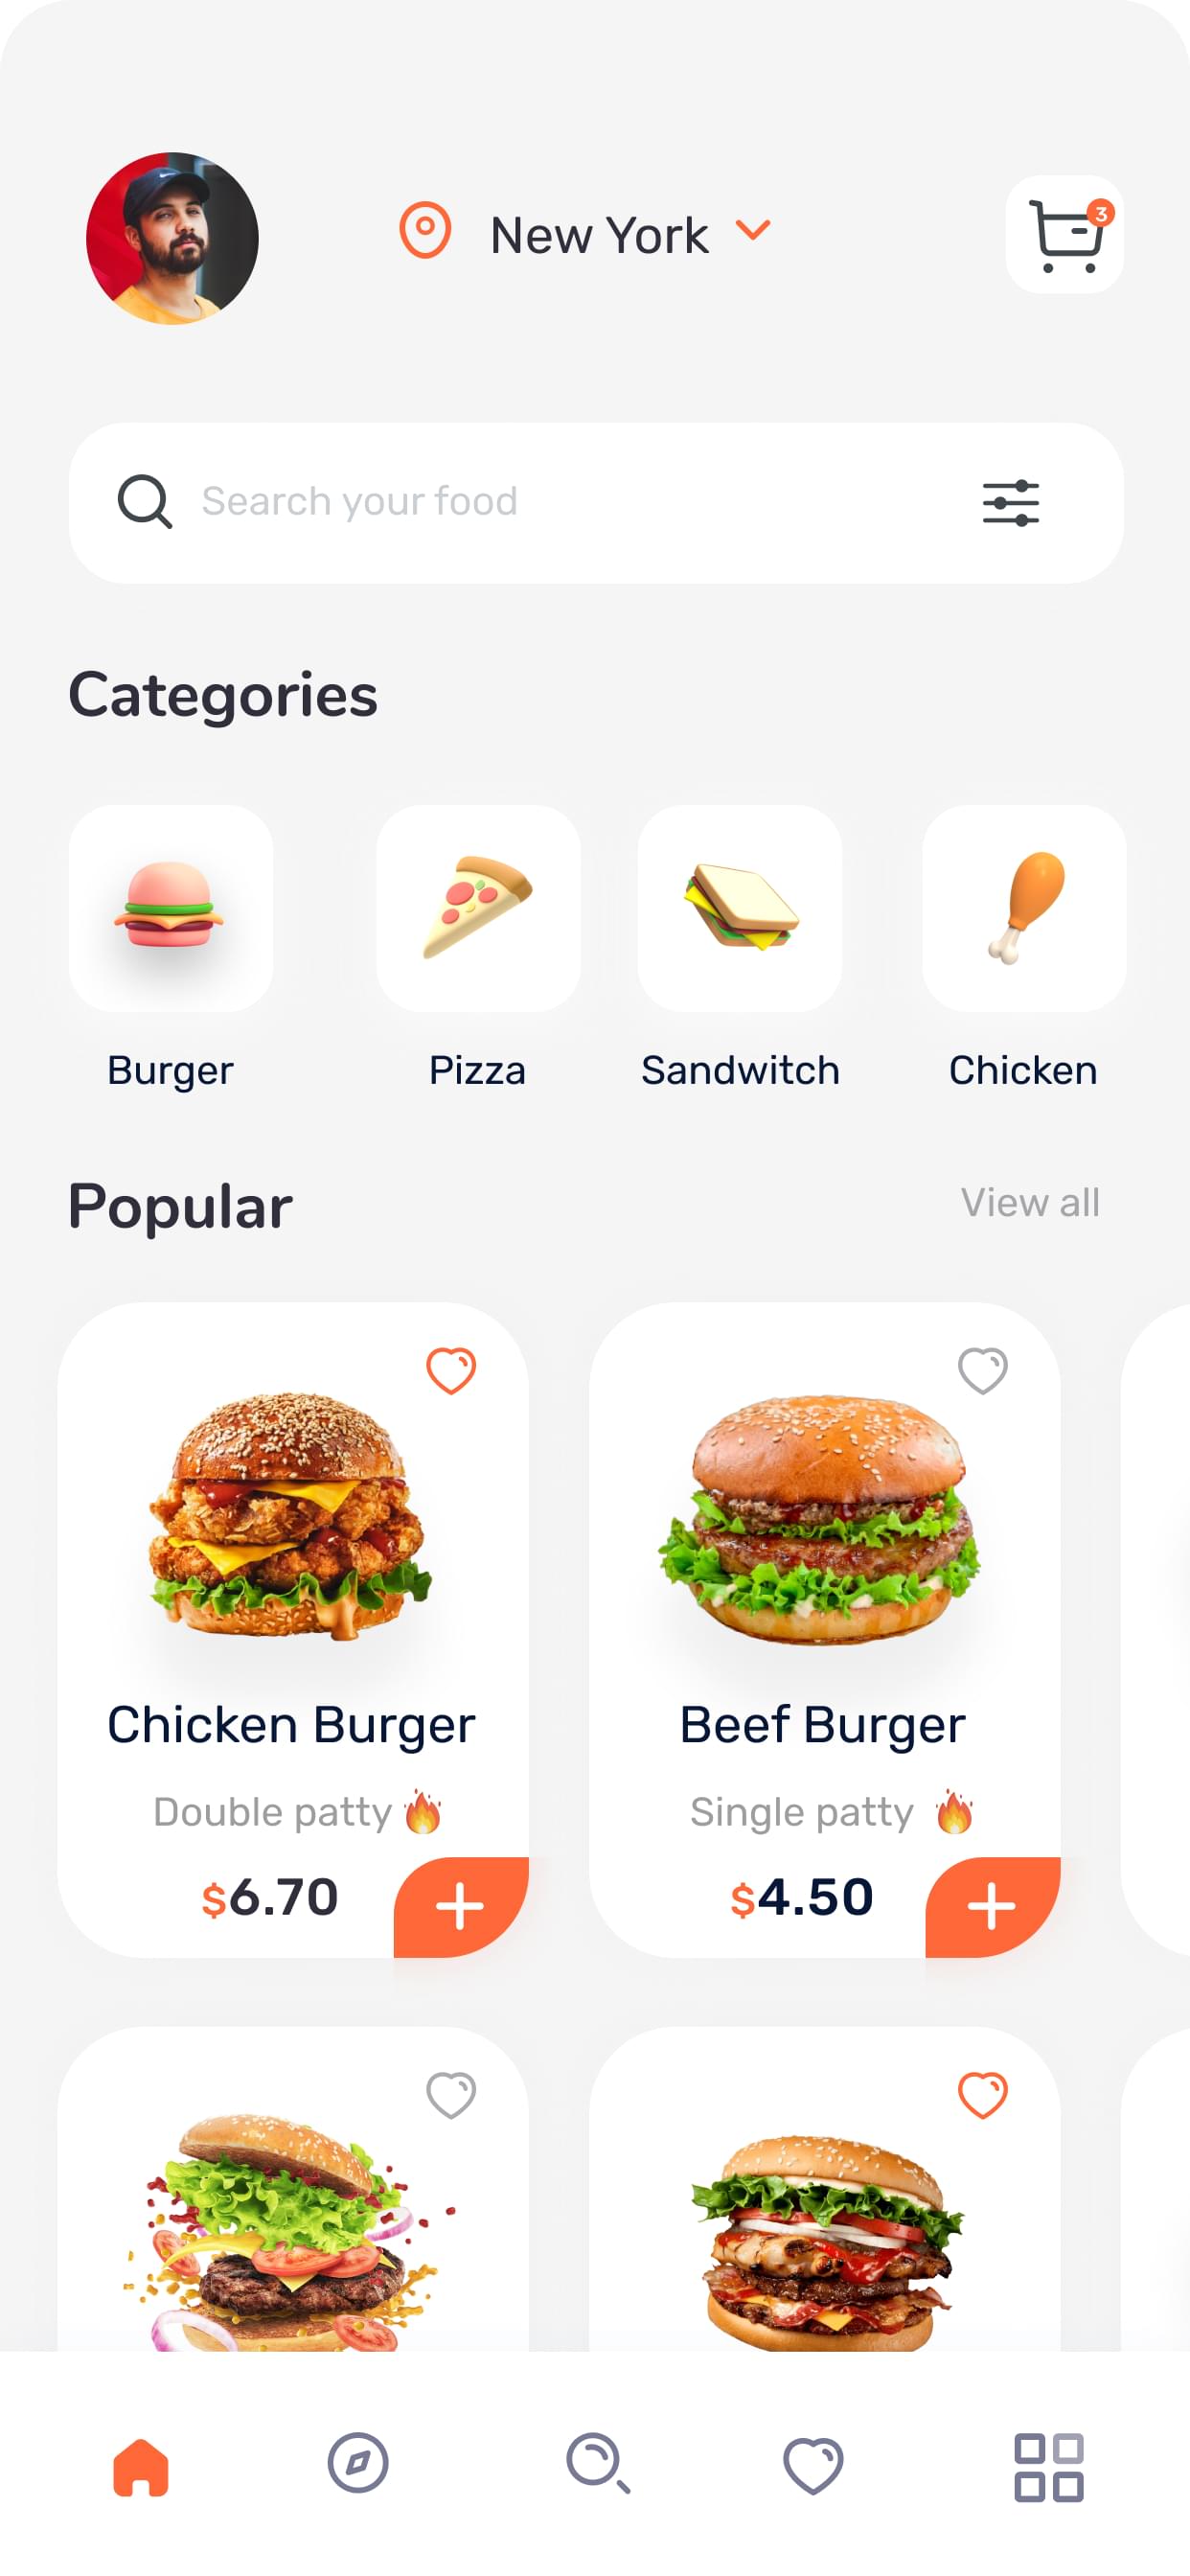 New York
3
Search your food
Categories
Burger
Pizza
Sandwitch
Chicken
Popular
View all
Chicken Burger
Beef Burger
Double patty 🔥
Single patty 🔥
$6.70
$4.50